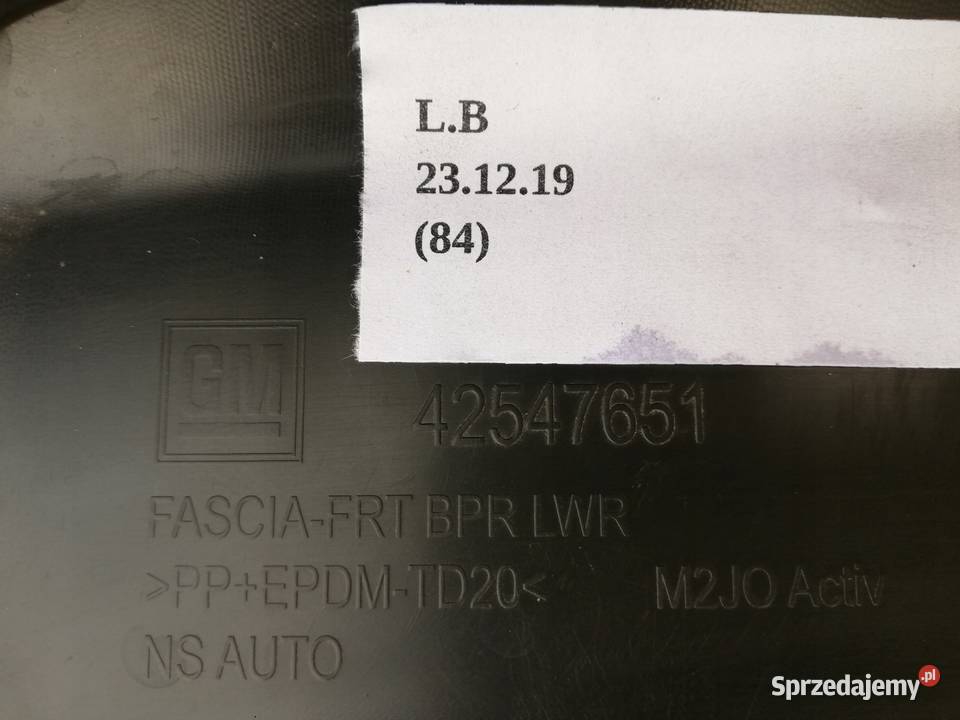 L.B
23.12.19
(84)
GM
42547651
FASCIA-FRT BPR LWR
>PP+EPDM-TD20<
M2JO Activ
NS AUTO
Sprzedajemy.pl